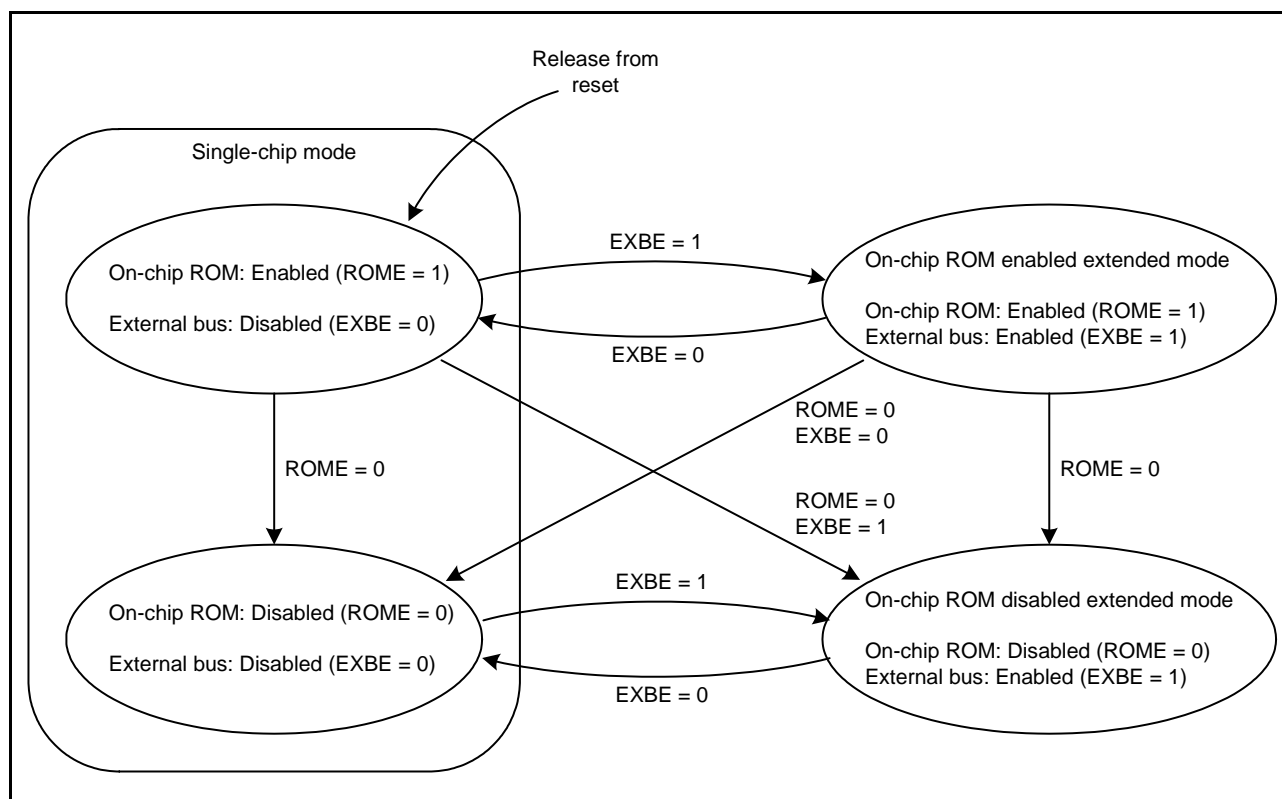 Release from
reset
Single-chip mode
On-chip ROM: Enabled (ROME = 1)
External bus: Disabled (EXBE = 0)
EXBE = 1
EXBE = 0
On-chip ROM enabled extended mode
On-chip ROM: Enabled (ROME = 1)
External bus: Enabled (EXBE = 1)
ROME = 0
ROME = 0
EXBE = 0
ROME = 0
EXBE = 1
ROME = 0
On-chip ROM: Disabled (ROME = 0)
External bus: Disabled (EXBE = 0)
EXBE = 1
EXBE = 0
On-chip ROM disabled extended mode
On-chip ROM: Disabled (ROME = 0)
External bus: Enabled (EXBE = 1)